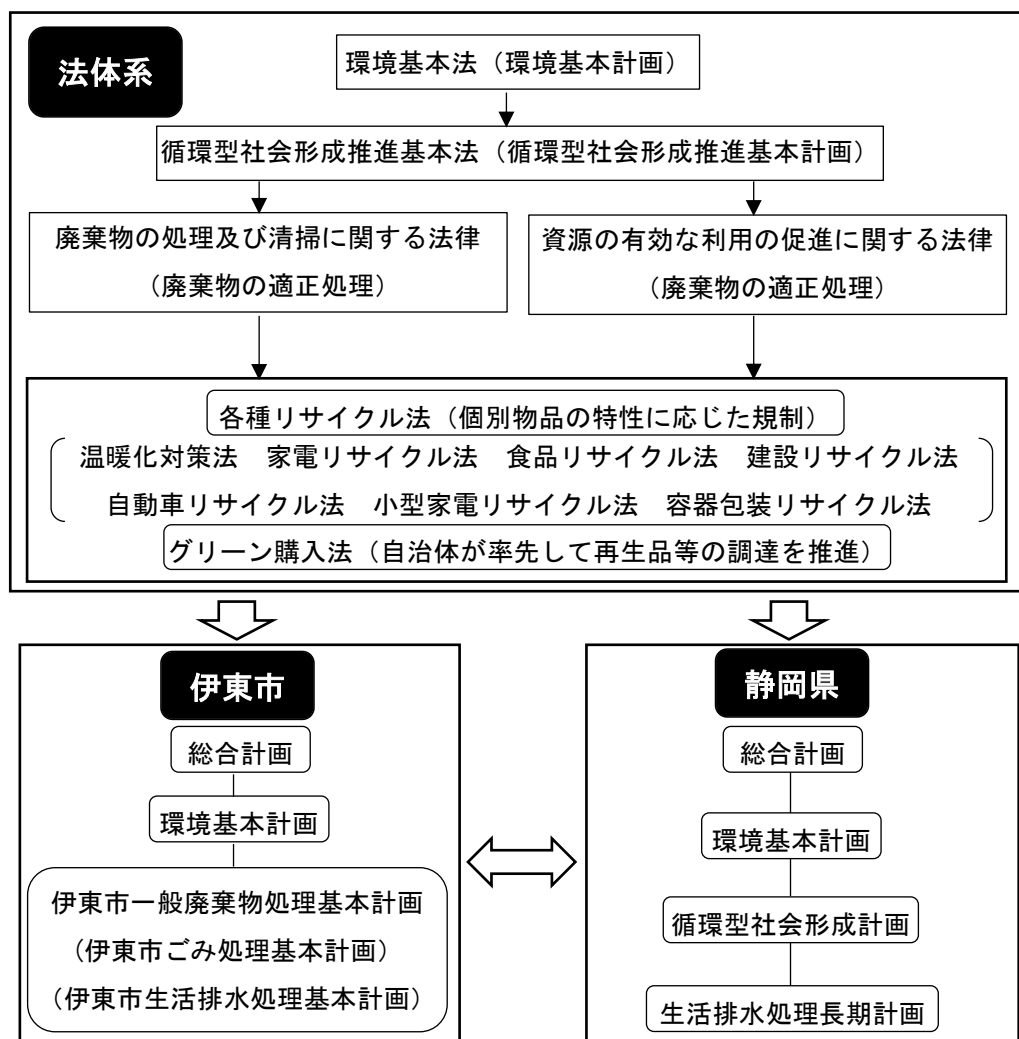 法体系
環境基本法（環境基本計画）
循環型社会形成推進基本法（循環型社会形成推進基本計画）
廃棄物の処理及び清掃に関する法律
（廃棄物の適正処理）
資源の有効な利用の促進に関する法律
（廃棄物の適正処理）
各種リサイクル法（個別物品の特性に応じた規制）
温暖化対策法　家電リサイクル法　食品リサイクル法　建設リサイクル法
自動車リサイクル法　小型家電リサイクル法　容器包装リサイクル法
グリーン購入法（自治体が率先して再生品等の調達を推進）
伊東市
総合計画
環境基本計画
伊東市一般廃棄物処理基本計画
（伊東市ごみ処理基本計画）
（伊東市生活排水処理基本計画）
静岡県
総合計画
環境基本計画
循環型社会形成計画
生活排水処理長期計画